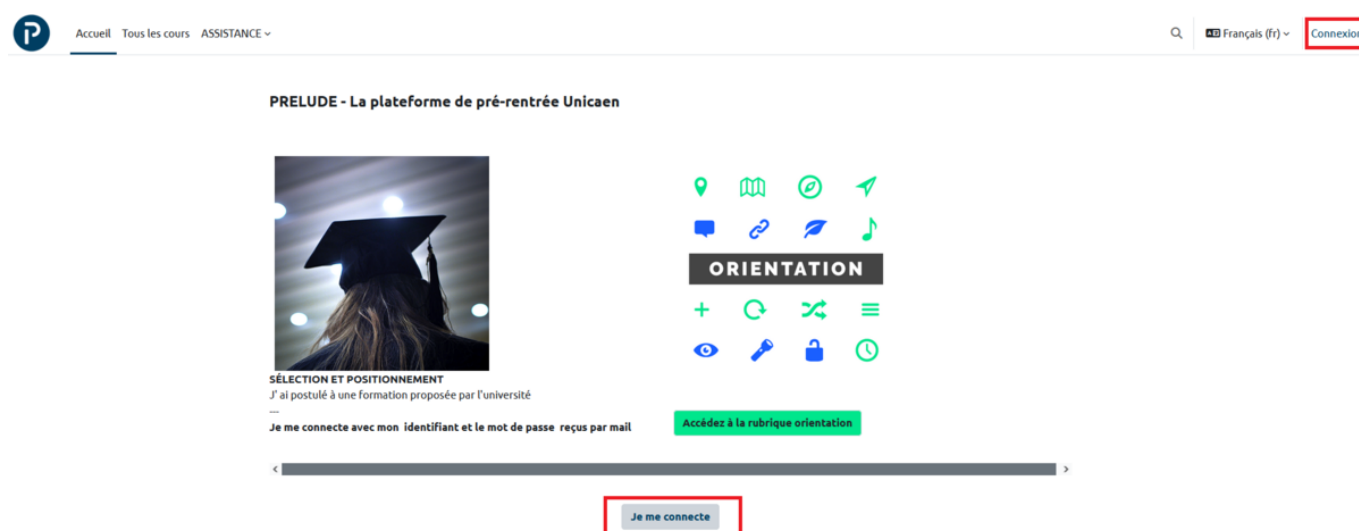 Accueil Tous les cours ASSISTANCE
Français (fr)
Connexion
PRELUDE - La plateforme de pré-rentrée Unicaen
ORIENTATION
SÉLECTION ET POSITIONNEMENT
J' ai postulé à une formation proposée par l'université
---
Je me connecte avec mon identifiant et le mot de passe reçus par mail
Accédez à la rubrique orientation
Je me connecte